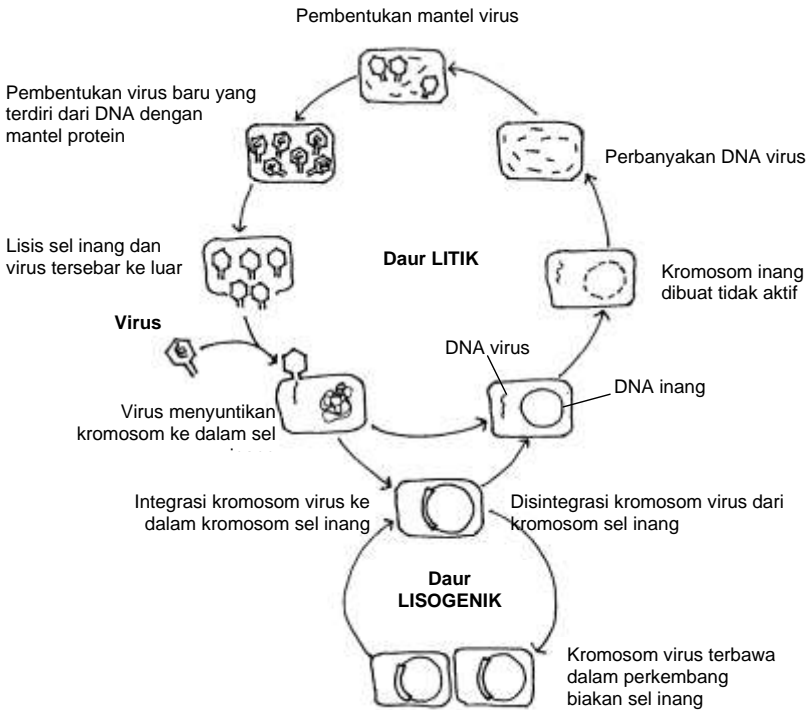 Pembentukan mantel virus
Pembentukan virus baru yang
terdiri dari DNA dengan
mantel protein
Perbanyakan DNA virus
Lisis sel inang dan
virus tersebar ke luar
Daur LITIK
Kromosom inang
dibuat tidak aktif
Virus
DNA virus
DNA inang
Virus menyuntikan
kromosom ke dalam sel
Integrasi kromosom virus ke
dalam kromosom sel inang
Disintegrasi kromosom virus dari
kromosom sel inang
Daur
LISOGENIK
Kromosom virus terbawa
dalam perkembang
biakan sel inang